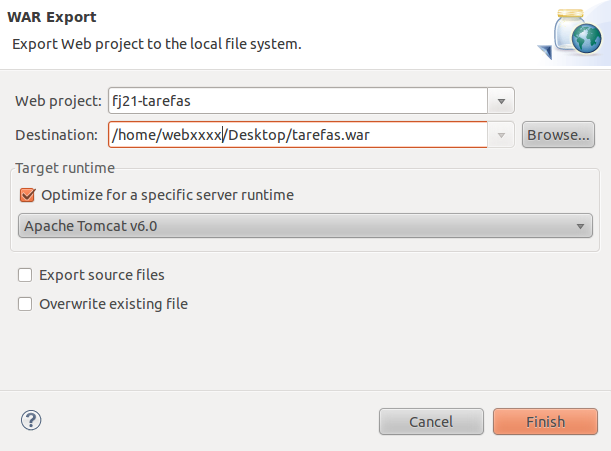 WAR Export
Export Web project to the local file system.
Web project: fj21-tarefas
Destination: /home/webxxxx/Desktop/tarefas.war Browse...
Target runtime
Optimize for a specific server runtime
Apache Tomcat v6.0
Export source files
Overwrite existing file
? Cancel Finish